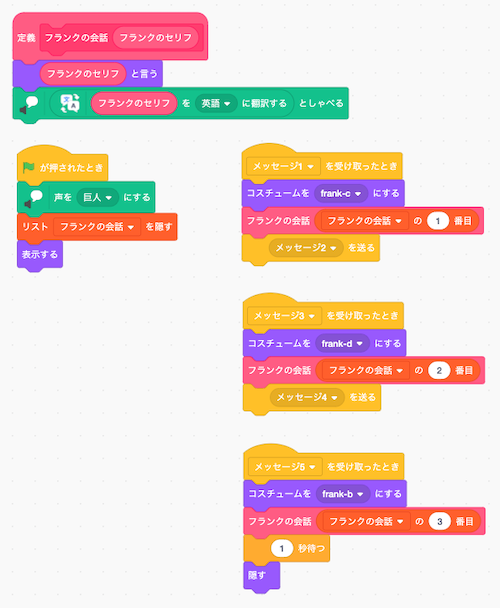 定義 フランクの会話 フランクのセリフ
フランクのセリフ と言う
フランクのセリフ を 英語 に翻訳する としゃべる
が押されたとき
声を 巨人 にする
リスト フランクの会話 を隠す
表示する
メッセージ1 を受け取ったとき
コスチュームを frank-c にする
フランクの会話 フランクの会話 の 1 番目
メッセージ2 を送る
メッセージ3 を受け取ったとき
コスチュームを frank-d にする
フランクの会話 フランクの会話 の 2 番目
メッセージ4 を送る
メッセージ5 を受け取ったとき
コスチュームを frank-b にする
フランクの会話 フランクの会話 の 3 番目
1 秒待つ
隠す